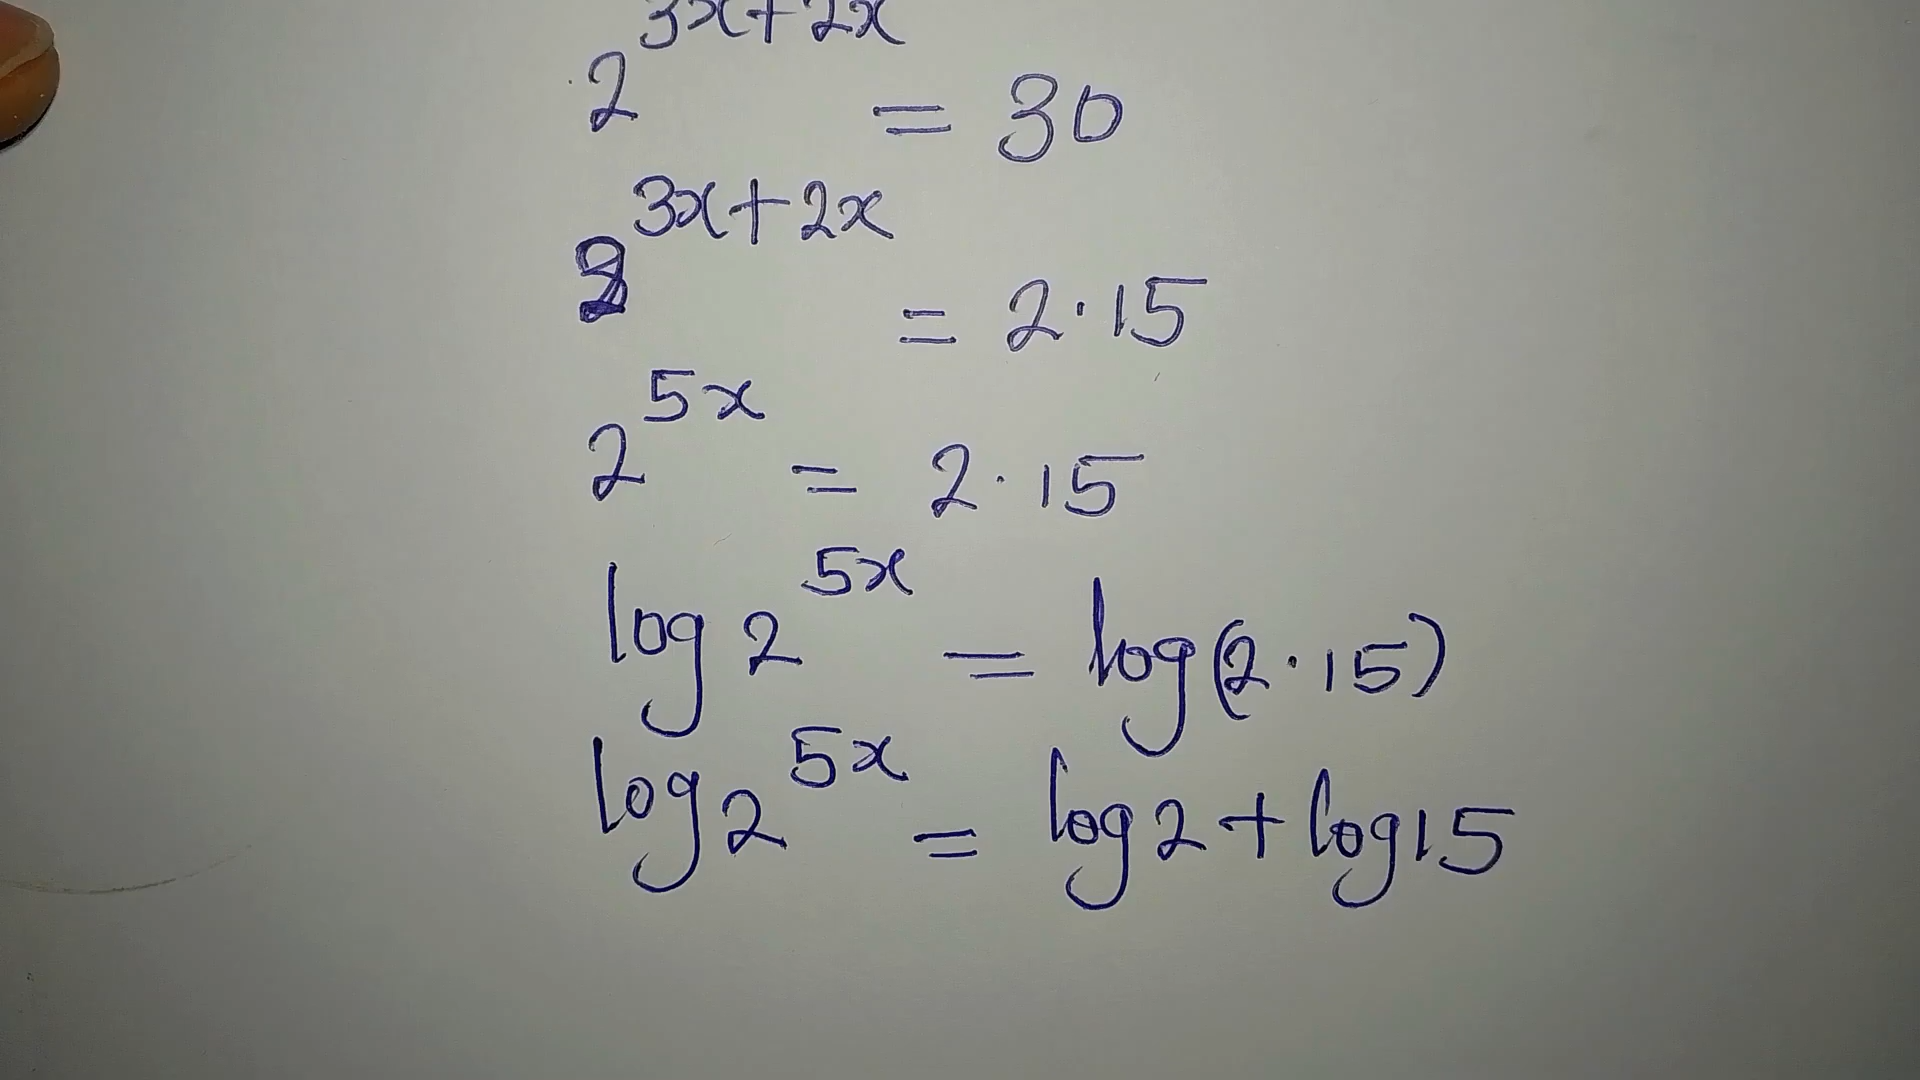 2^{3x+2x} = 30
2^{3x+2x} = 2·15
2^{5x} = 2·15
log 2^{5x} = log(2·15)
log 2^{5x} = log 2 + log 15